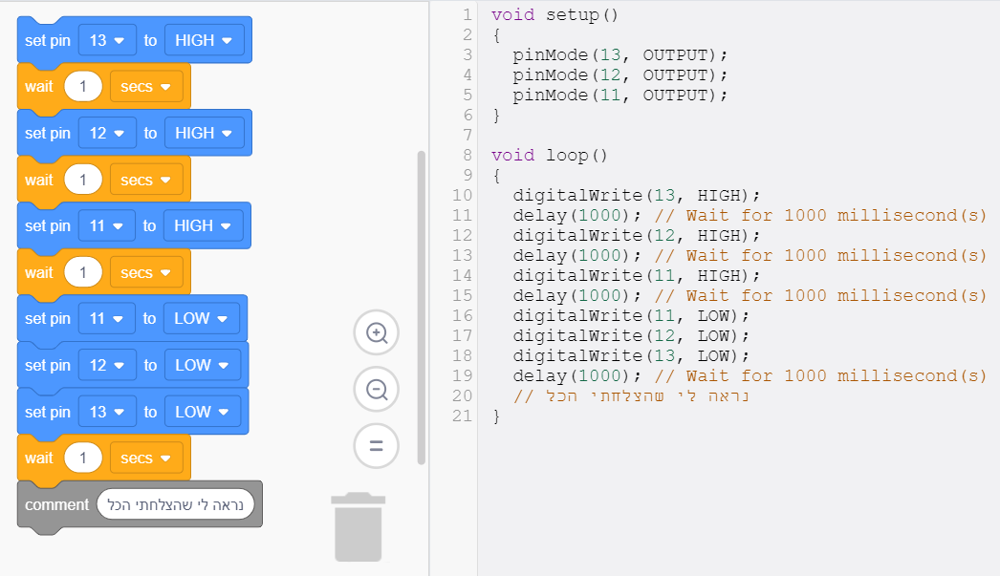 set pin 13 to HIGH
wait 1 secs
set pin 12 to HIGH
wait 1 secs
set pin 11 to HIGH
wait 1 secs
set pin 11 to LOW
set pin 12 to LOW
set pin 13 to LOW
wait 1 secs
comment נראה לי שהצלחתי הכל
1 void setup()
2 {
3 pinMode(13, OUTPUT);
4 pinMode(12, OUTPUT);
5 pinMode(11, OUTPUT);
6 }
7
8 void loop()
9 {
10 digitalWrite(13, HIGH);
11 delay(1000); // Wait for 1000 millisecond(s)
12 digitalWrite(12, HIGH);
13 delay(1000); // Wait for 1000 millisecond(s)
14 digitalWrite(11, HIGH);
15 delay(1000); // Wait for 1000 millisecond(s)
16 digitalWrite(11, LOW);
17 digitalWrite(12, LOW);
18 digitalWrite(13, LOW);
19 delay(1000); // Wait for 1000 millisecond(s)
20 // נראה לי שהצלחתי הכל
21 }